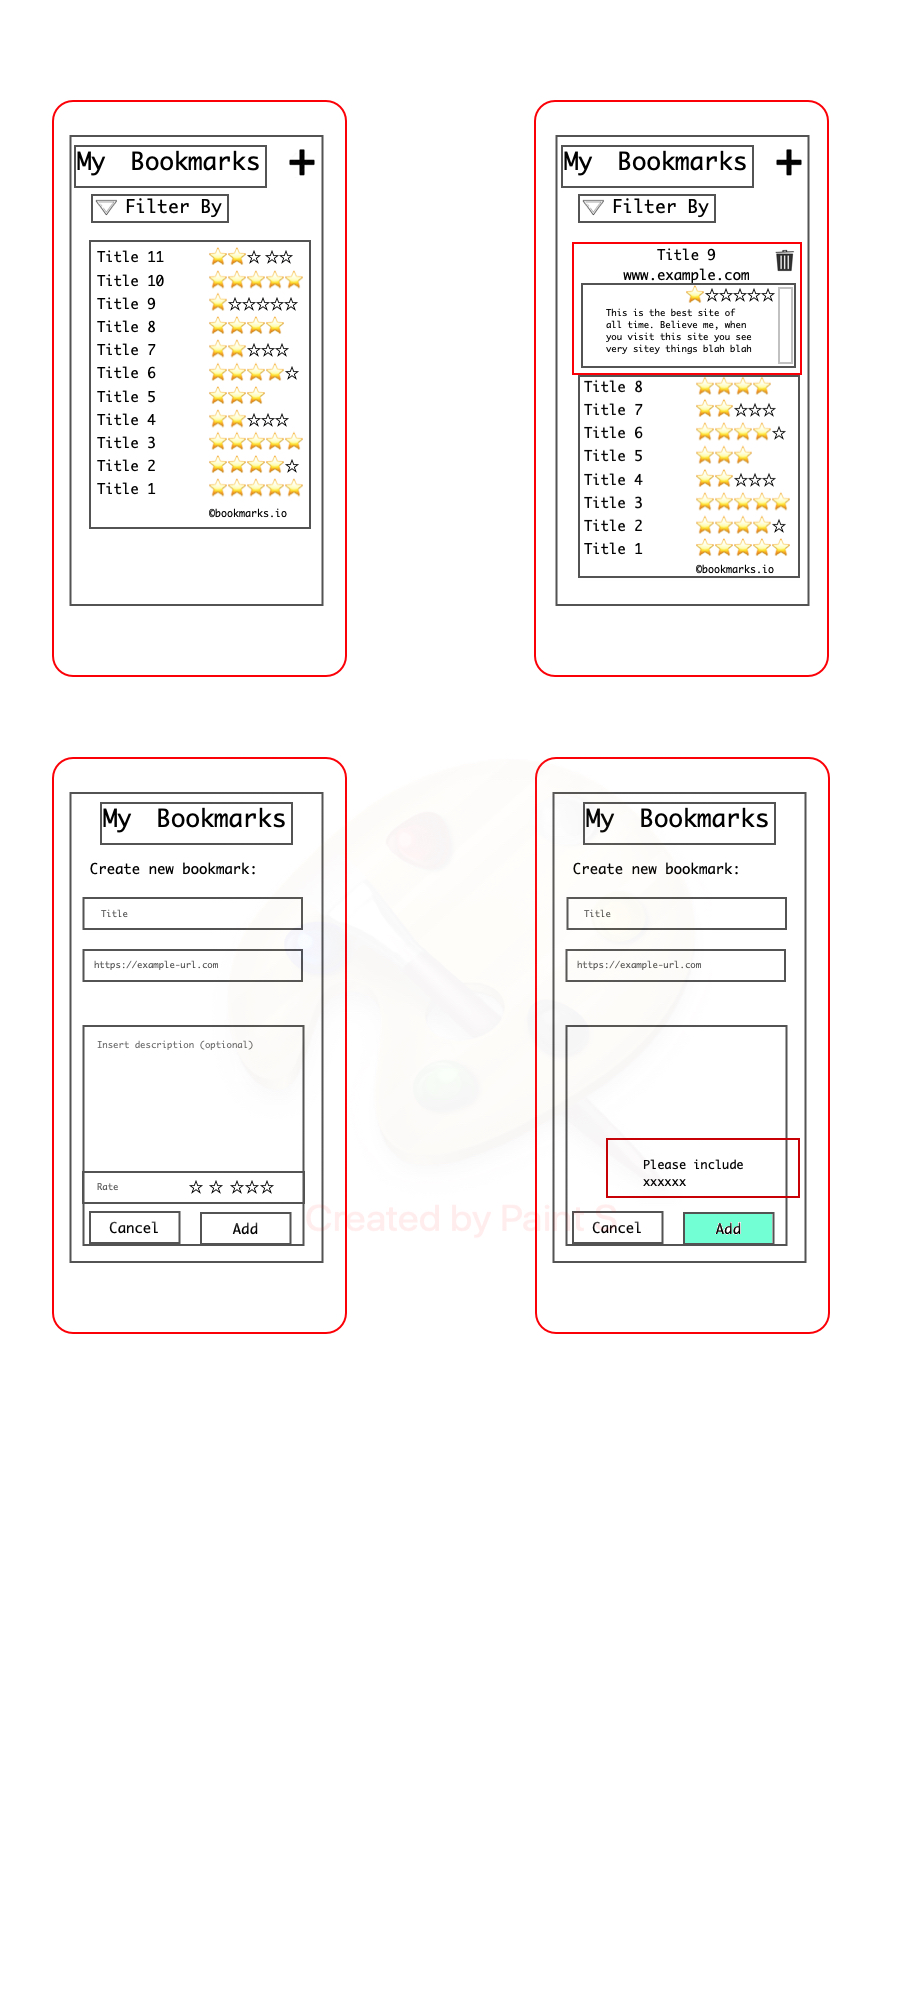 My Bookmarks
Filter By
Title 11
Title 10
Title 9
Title 8
Title 7
Title 6
Title 5
Title 4
Title 3
Title 2
Title 1
©bookmarks.io
My Bookmarks
Filter By
Title 9
www.example.com
This is the best site of
all time. Believe me, when
you visit this site you see
very sitey things blah blah
Title 8
Title 7
Title 6
Title 5
Title 4
Title 3
Title 2
Title 1
©bookmarks.io
My Bookmarks
Create new bookmark:
Title
https://example-url.com
Insert description (optional)
Rate
Cancel
Add
My Bookmarks
Create new bookmark:
Title
https://example-url.com
Please include
xxxxxx
Cancel
Add
Created by Paint S